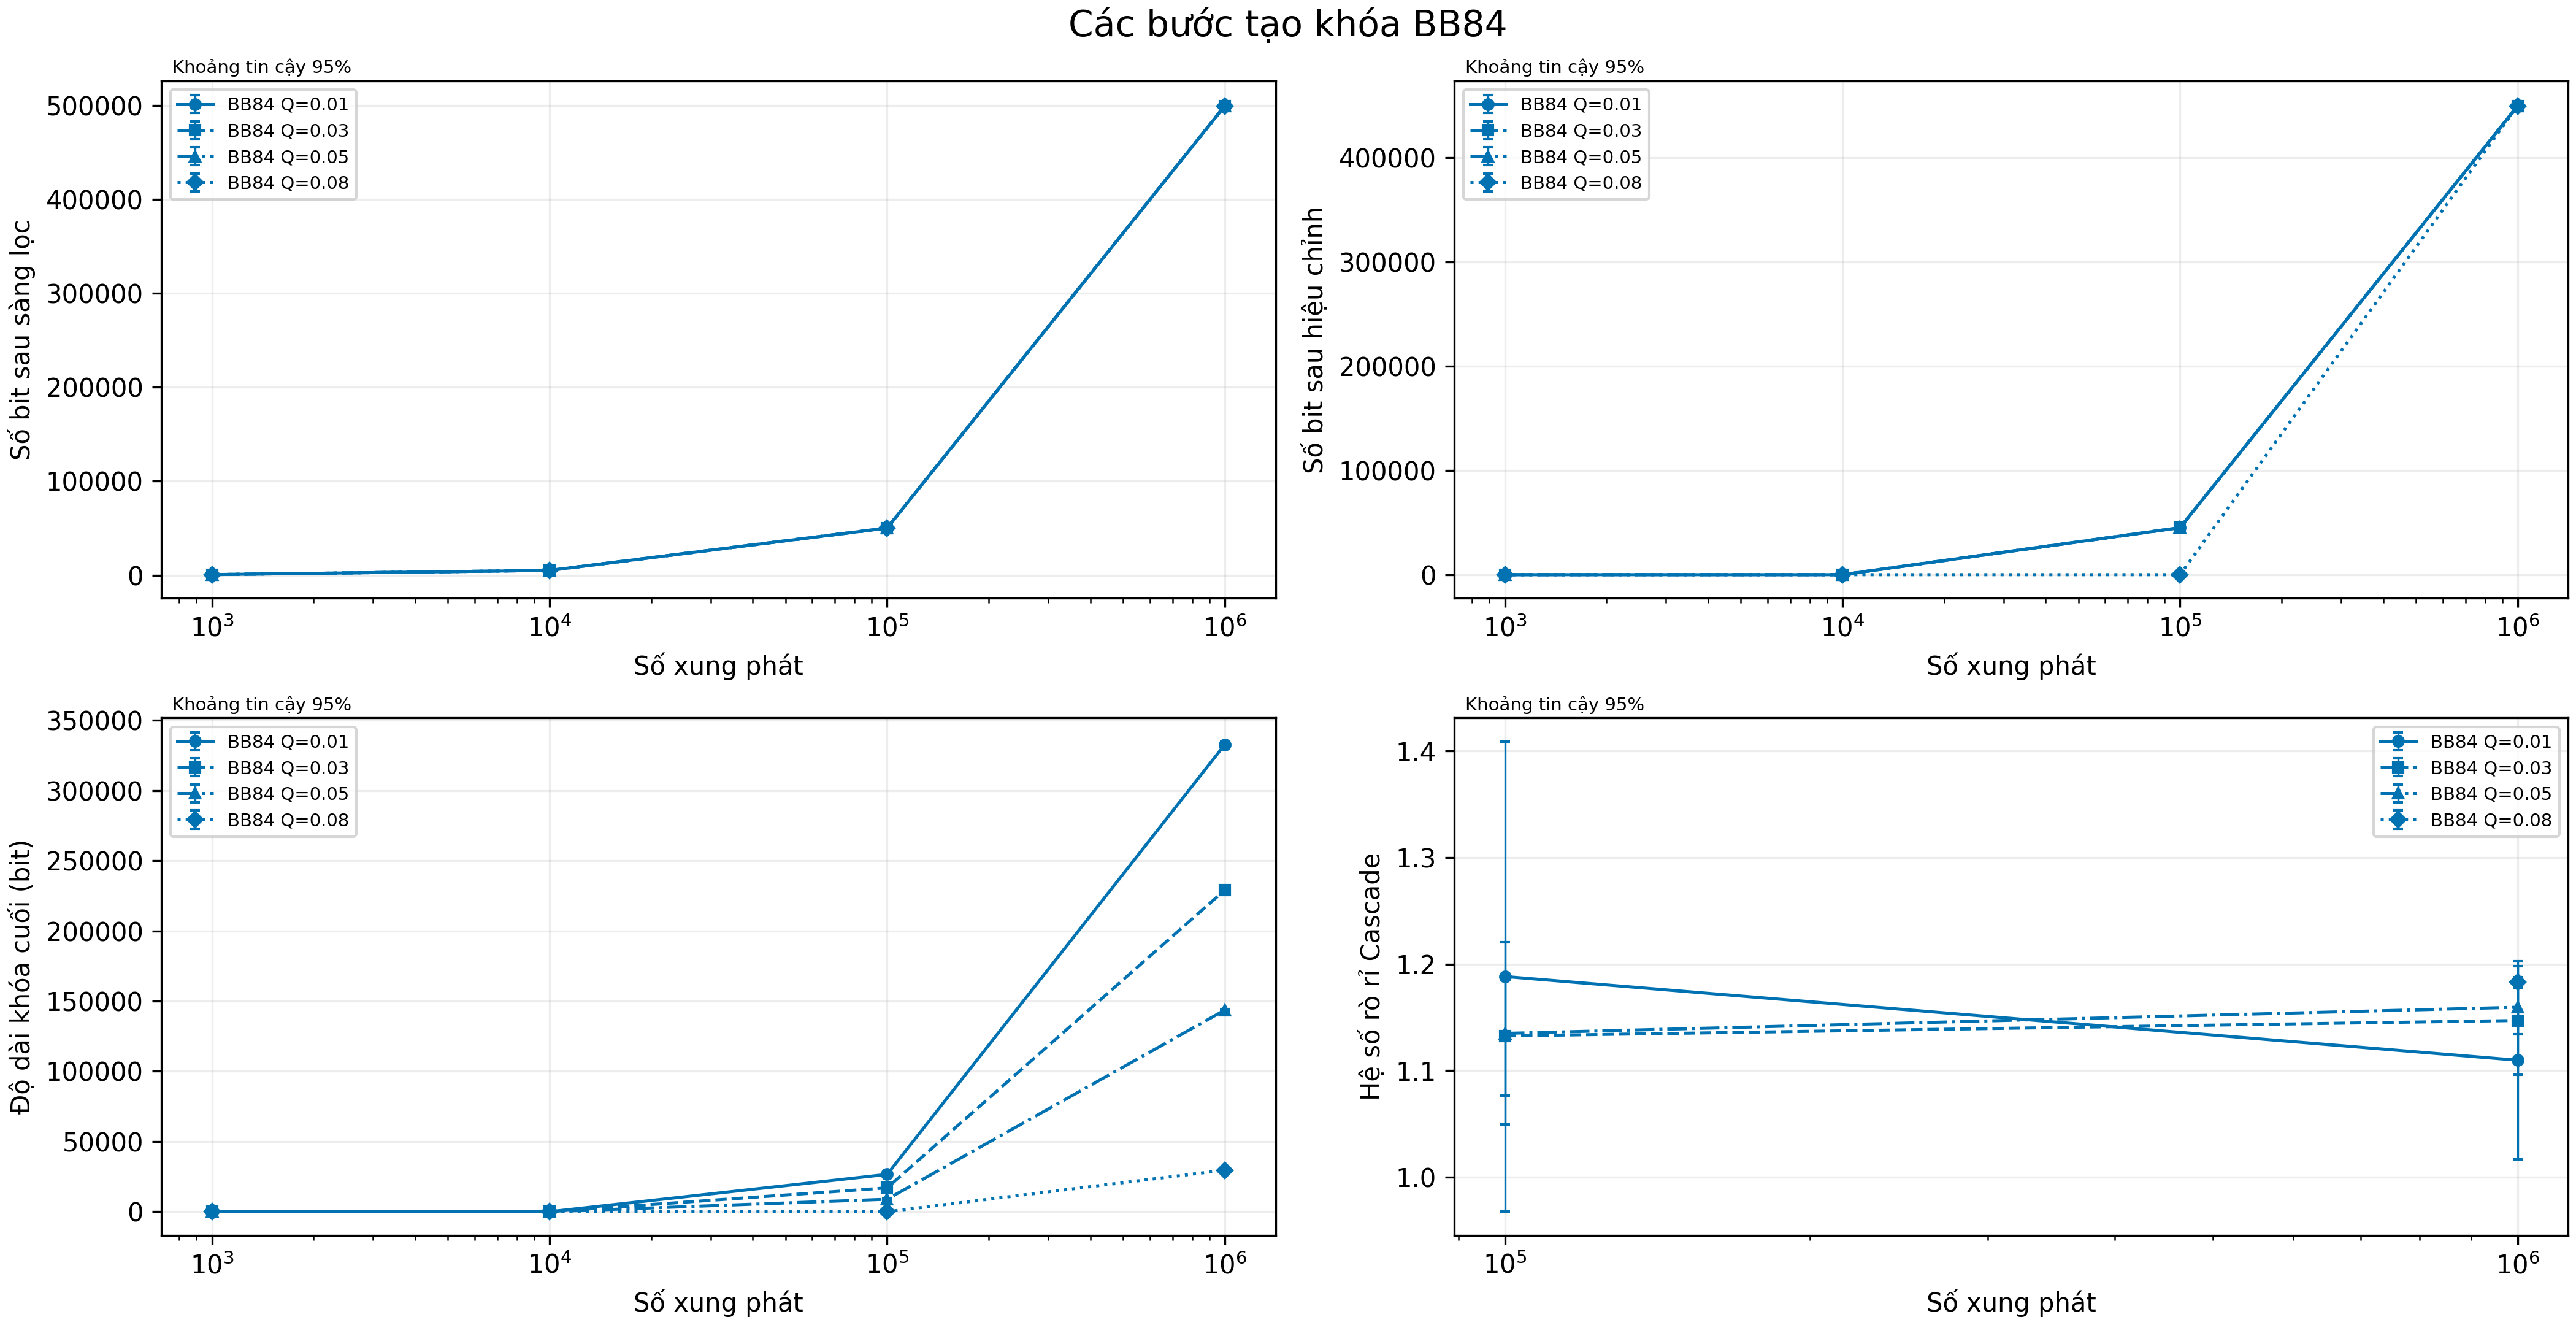 Các bước tạo khóa BB84
Khoảng tin cậy 95%
BB84 Q=0.01
BB84 Q=0.03
BB84 Q=0.05
BB84 Q=0.08
Số bit sau sàng lọc
500000
400000
300000
200000
100000
0
10³
10⁴
10⁵
10⁶
Số xung phát
Khoảng tin cậy 95%
BB84 Q=0.01
BB84 Q=0.03
BB84 Q=0.05
BB84 Q=0.08
Số bit sau hiệu chỉnh
400000
300000
200000
100000
0
10³
10⁴
10⁵
10⁶
Số xung phát
Khoảng tin cậy 95%
BB84 Q=0.01
BB84 Q=0.03
BB84 Q=0.05
BB84 Q=0.08
Độ dài khóa cuối (bit)
350000
300000
250000
200000
150000
100000
50000
0
10³
10⁴
10⁵
10⁶
Số xung phát
Khoảng tin cậy 95%
BB84 Q=0.01
BB84 Q=0.03
BB84 Q=0.05
BB84 Q=0.08
Hệ số rò rỉ Cascade
1.4
1.3
1.2
1.1
1.0
10⁵
10⁶
Số xung phát